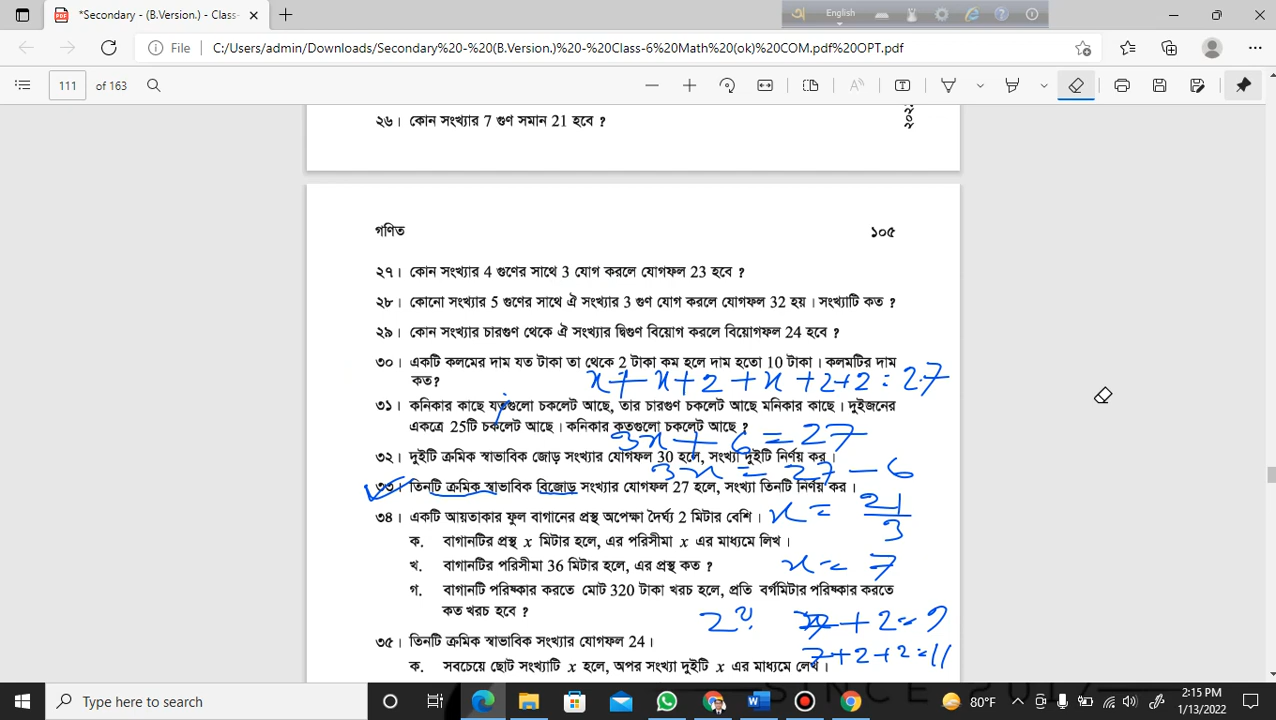 *Secondary - (B.Version.) - Class-
English
File
C:/Users/admin/Downloads/Secondary%20-%20(B.Version.)%20-%20Class-6%20Math%20(ok)%20COM.pdf%20OPT.pdf
111 of 163
২৬। কোন সংখ্যার 7 গুণ সমান 21 হবে ?
গণিত
১০৫
২৭। কোন সংখ্যার 4 গুণের সাথে 3 যোগ করলে যোগফল 23 হবে ?
২৮। কোনো সংখ্যার 5 গুণের সাথে ঐ সংখ্যার 3 গুণ যোগ করলে যোগফল 32 হয়। সংখ্যাটি কত ?
২৯। কোন সংখ্যার চারগুণ থেকে ঐ সংখ্যার দ্বিগুণ বিয়োগ করলে বিয়োগফল 24 হবে ?
৩০। একটি কলমের দাম যত টাকা তা থেকে 2 টাকা কম হলে দাম হতো 10 টাকা। কলমটির দাম
কত?
x + x+2 + x + 2+2 = 27
৩১। কনিকার কাছে যতগুলো চকলেট আছে, তার চারগুণ চকলেট আছে মনিকার কাছে। দুইজনের
একত্রে 25টি চকলেট আছে। কনিকার কতগুলো চকলেট আছে ?
3x + 6 = 27
৩২। দুইটি ক্রমিক স্বাভাবিক জোড় সংখ্যার যোগফল 30 হলে, সংখ্যা দুইটি নির্ণয় কর।
3x = 27 - 6
৩৩। তিনটি ক্রমিক স্বাভাবিক বিজোড় সংখ্যার যোগফল 27 হলে, সংখ্যা তিনটি নির্ণয় কর।
x = 21/3
৩৪। একটি আয়তাকার ফুল বাগানের প্রস্থ অপেক্ষা দৈর্ঘ্য 2 মিটার বেশি।
ক. বাগানটির প্রস্থ x মিটার হলে, এর পরিসীমা x এর মাধ্যমে লিখ।
খ. বাগানটির পরিসীমা 36 মিটার হলে, এর প্রস্থ কত ?
x = 7
গ. বাগানটি পরিষ্কার করতে মোট 320 টাকা খরচ হলে, প্রতি বর্গমিটার পরিষ্কার করতে
কত খরচ হবে ?
+ 2 = 9
৩৫। তিনটি ক্রমিক স্বাভাবিক সংখ্যার যোগফল 24।
7+2+2=11
ক. সবচেয়ে ছোট সংখ্যাটি x হলে, অপর সংখ্যা দুইটি x এর মাধ্যমে লেখ।
SINCE 2017
Type here to search
80°F
2:15 PM
1/13/2022